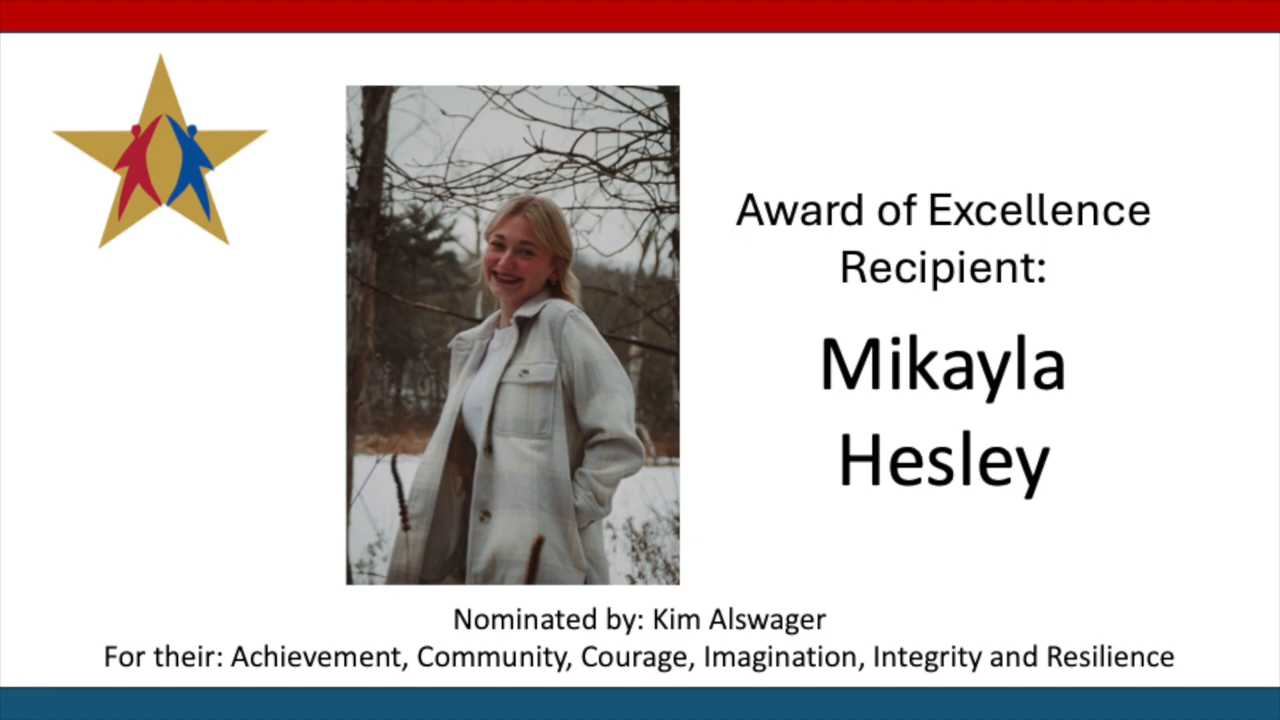 Award of Excellence
Recipient:
Mikayla
Hesley
Nominated by: Kim Alswager
For their: Achievement, Community, Courage, Imagination, Integrity and Resilience